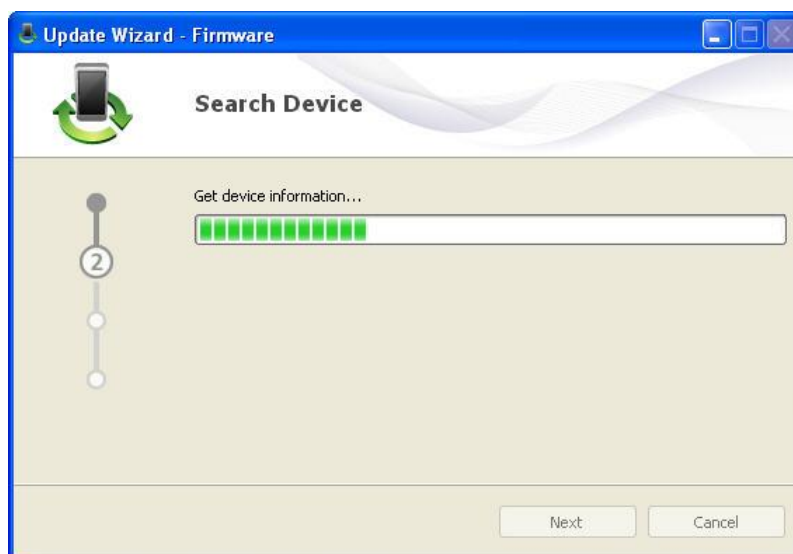 Update Wizard - Firmware
Search Device
Get device information...
2
Next
Cancel